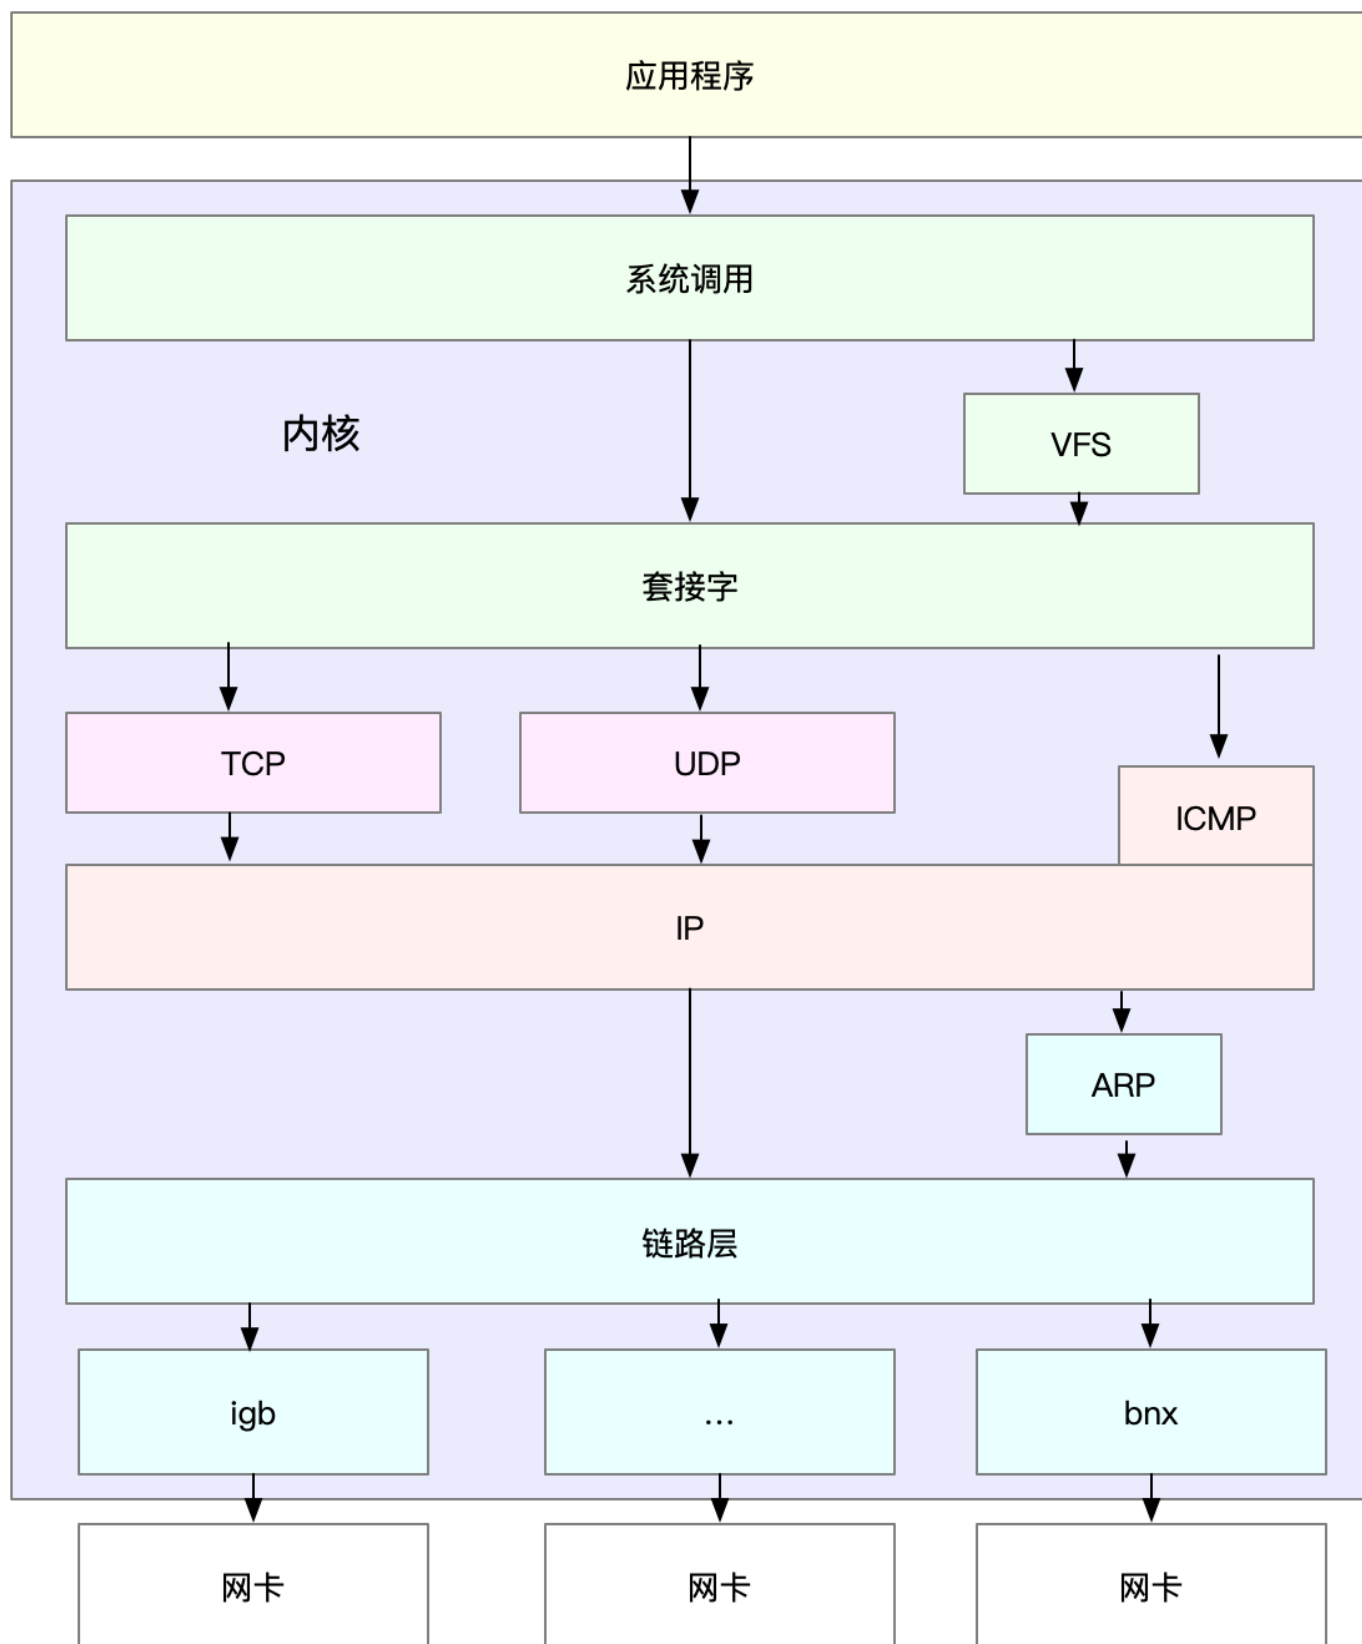 应用程序
系统调用
内核
VFS
套接字
TCP
UDP
ICMP
IP
ARP
链路层
igb
...
bnx
网卡
网卡
网卡